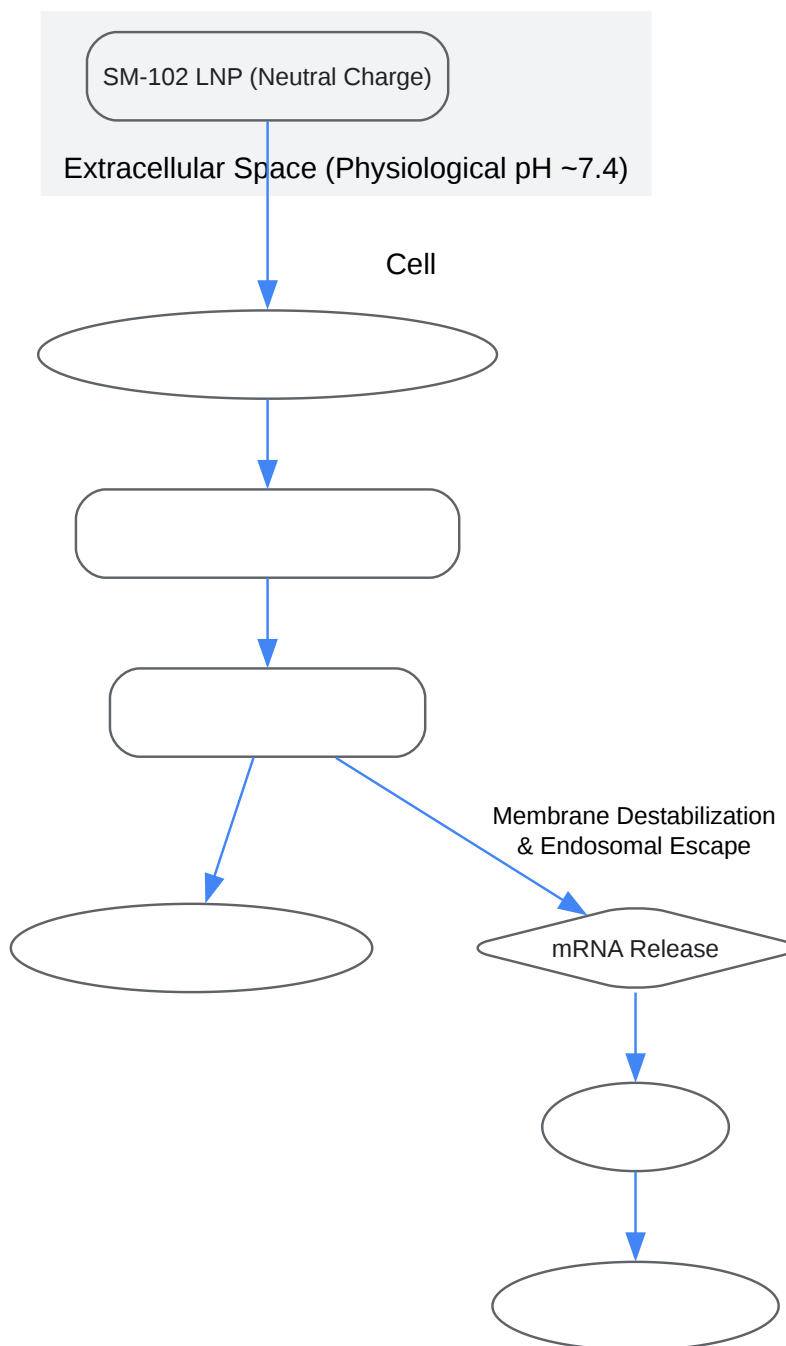 SM-102 LNP (Neutral Charge)
Extracellular Space (Physiological pH ~7.4)
Cell
Membrane Destabilization
& Endosomal Escape
mRNA Release